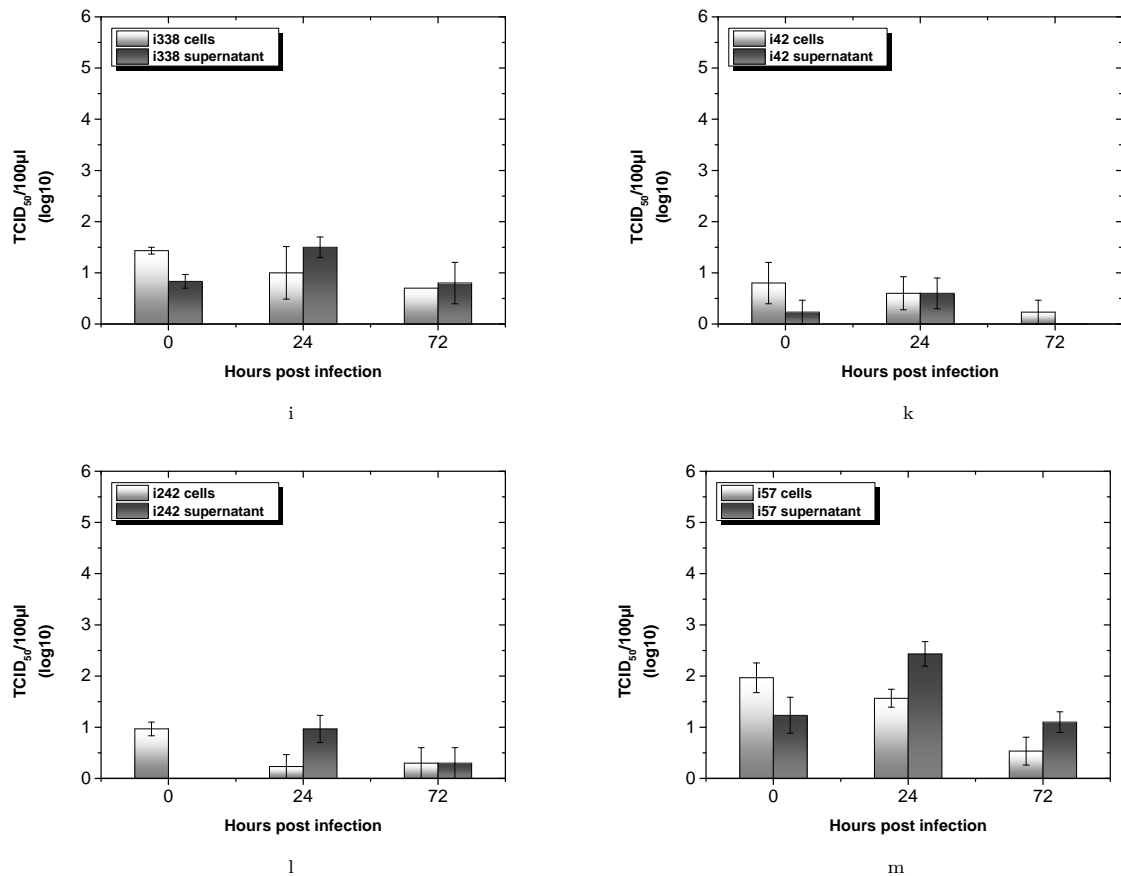 6
5
4
3
2
1
0
TCID50/100µl
(log10)
i338 cells
i338 supernatant
0 24 72
Hours post infection
i
6
5
4
3
2
1
0
TCID50/100µl
(log10)
i42 cells
i42 supernatant
0 24 72
Hours post infection
k
6
5
4
3
2
1
0
TCID50/100µl
(log10)
i242 cells
i242 supernatant
0 24 72
Hours post infection
l
6
5
4
3
2
1
0
TCID50/100µl
(log10)
i57 cells
i57 supernatant
0 24 72
Hours post infection
m